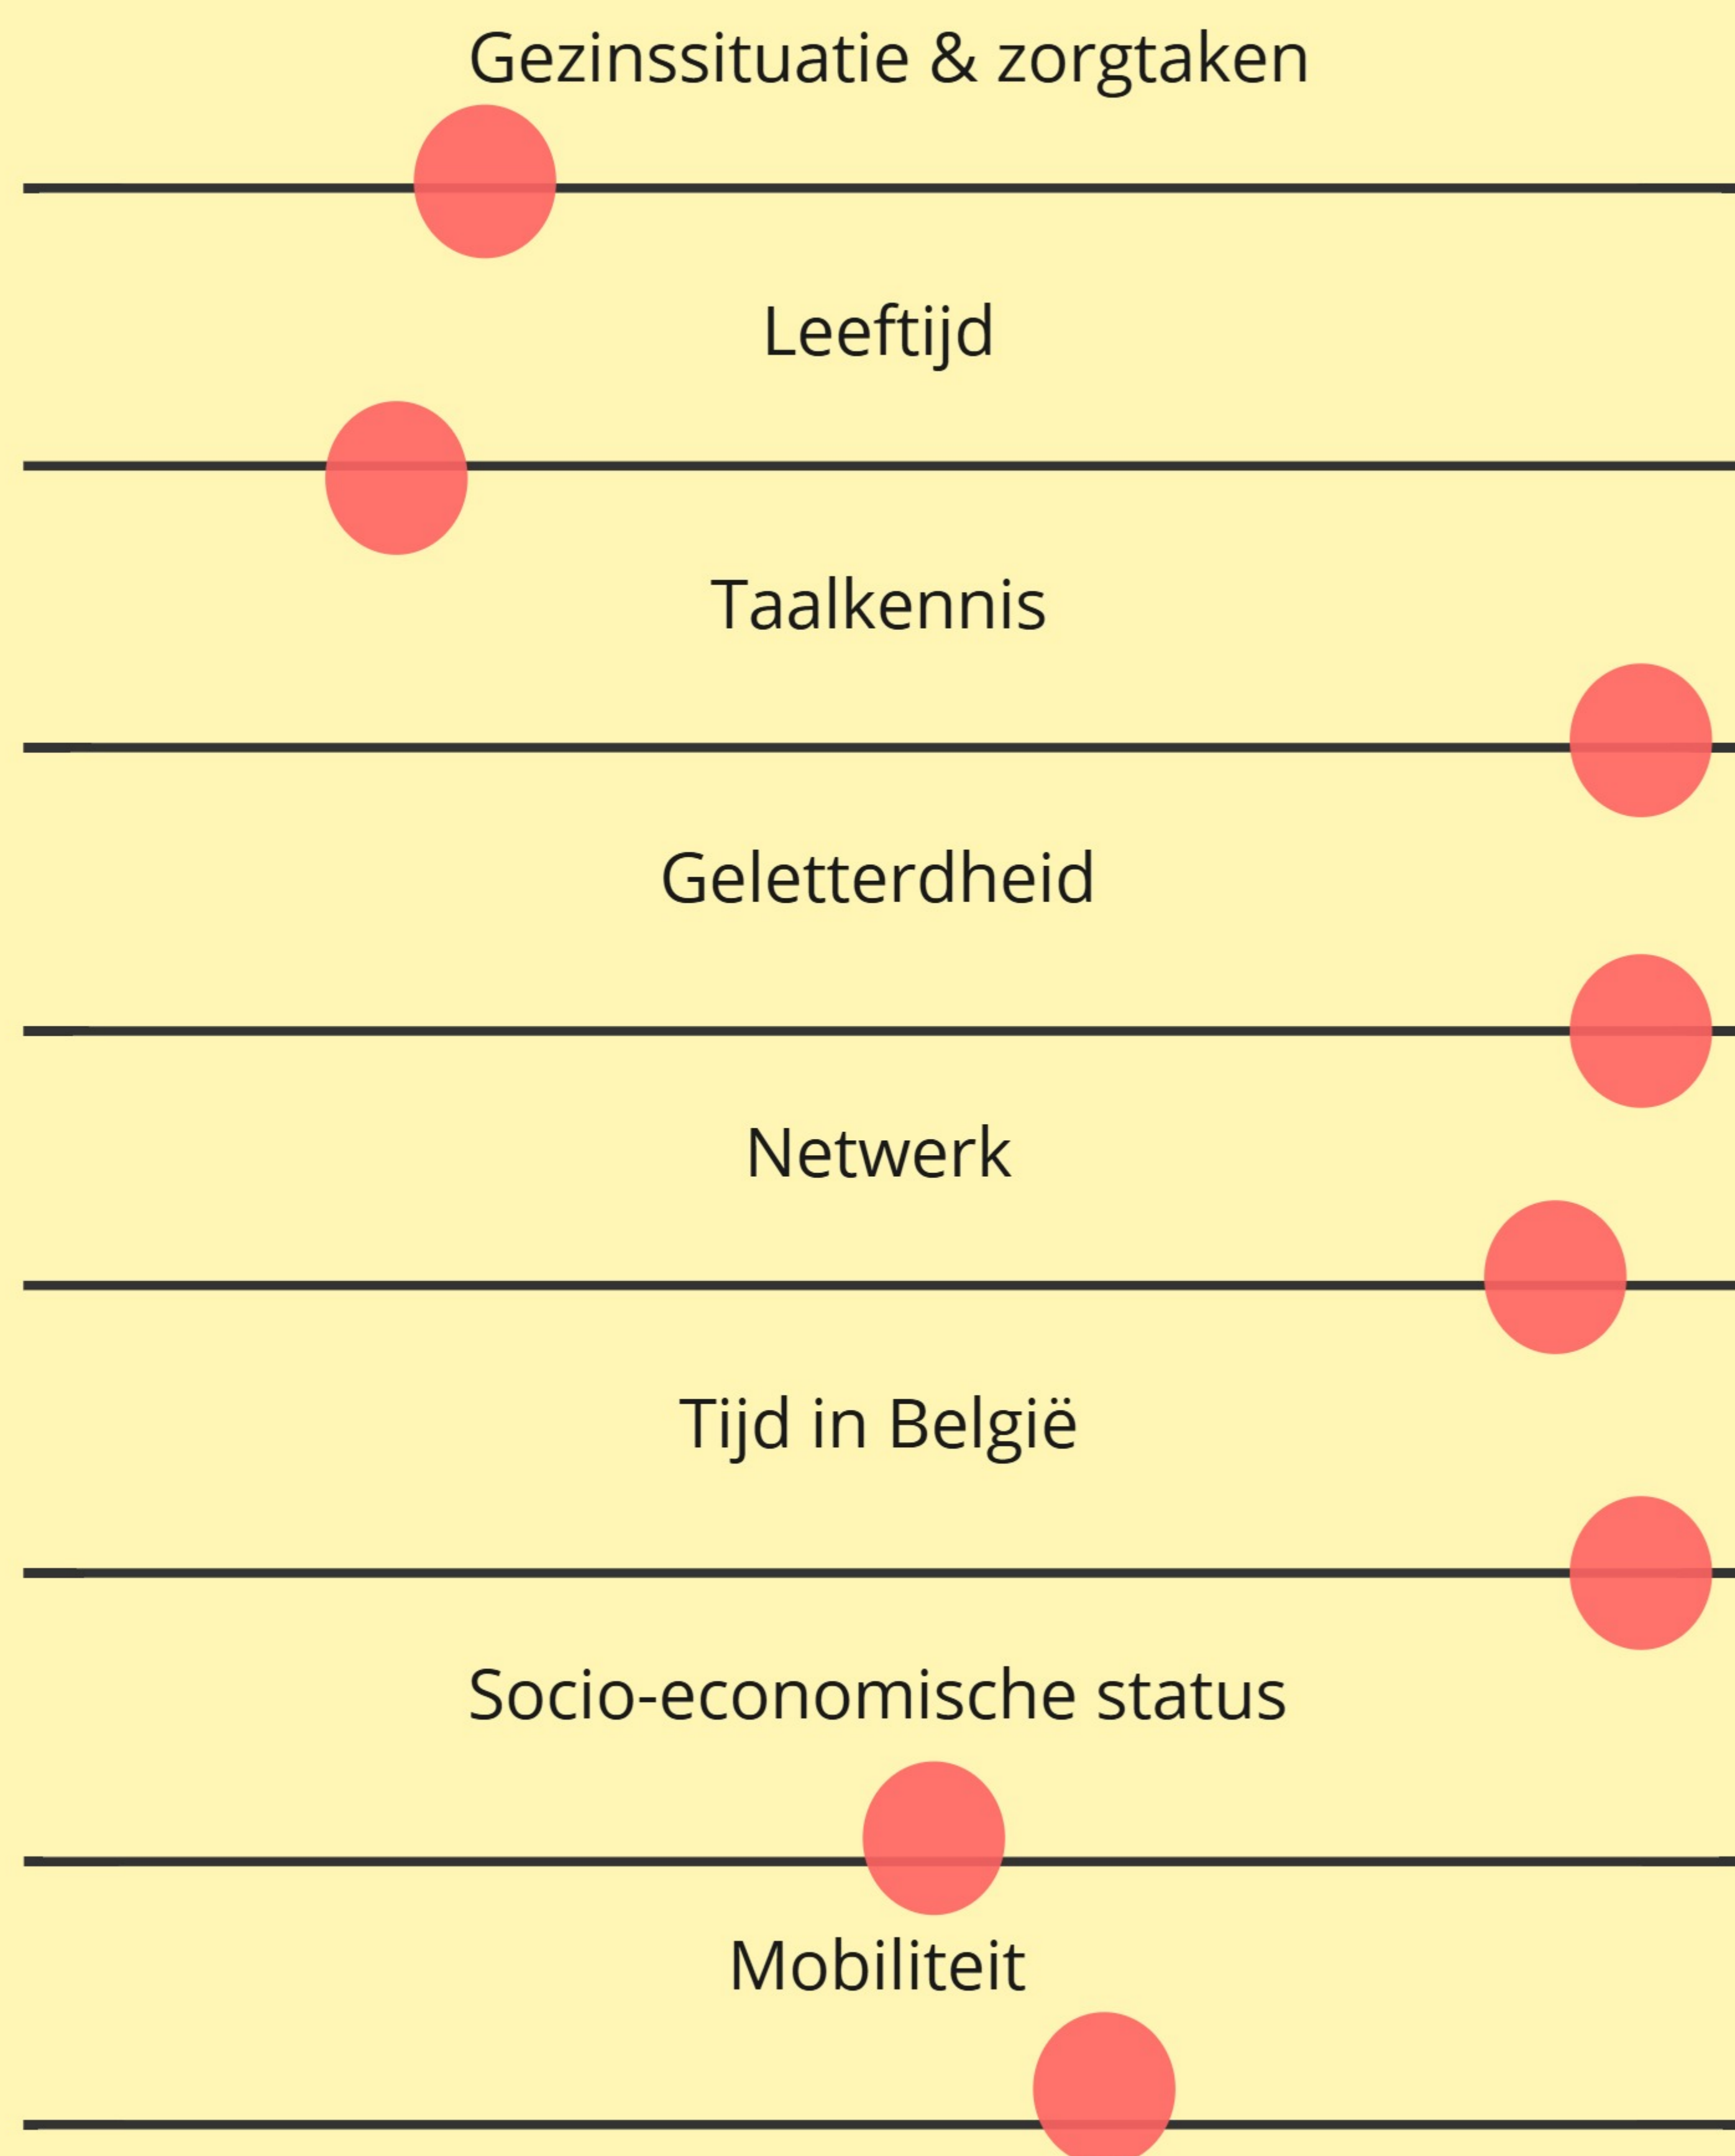 Gezinssituatie & zorgtaken
Leeftijd
Taalkennis
Geletterdheid
Netwerk
Tijd in België
Socio-economische status
Mobiliteit